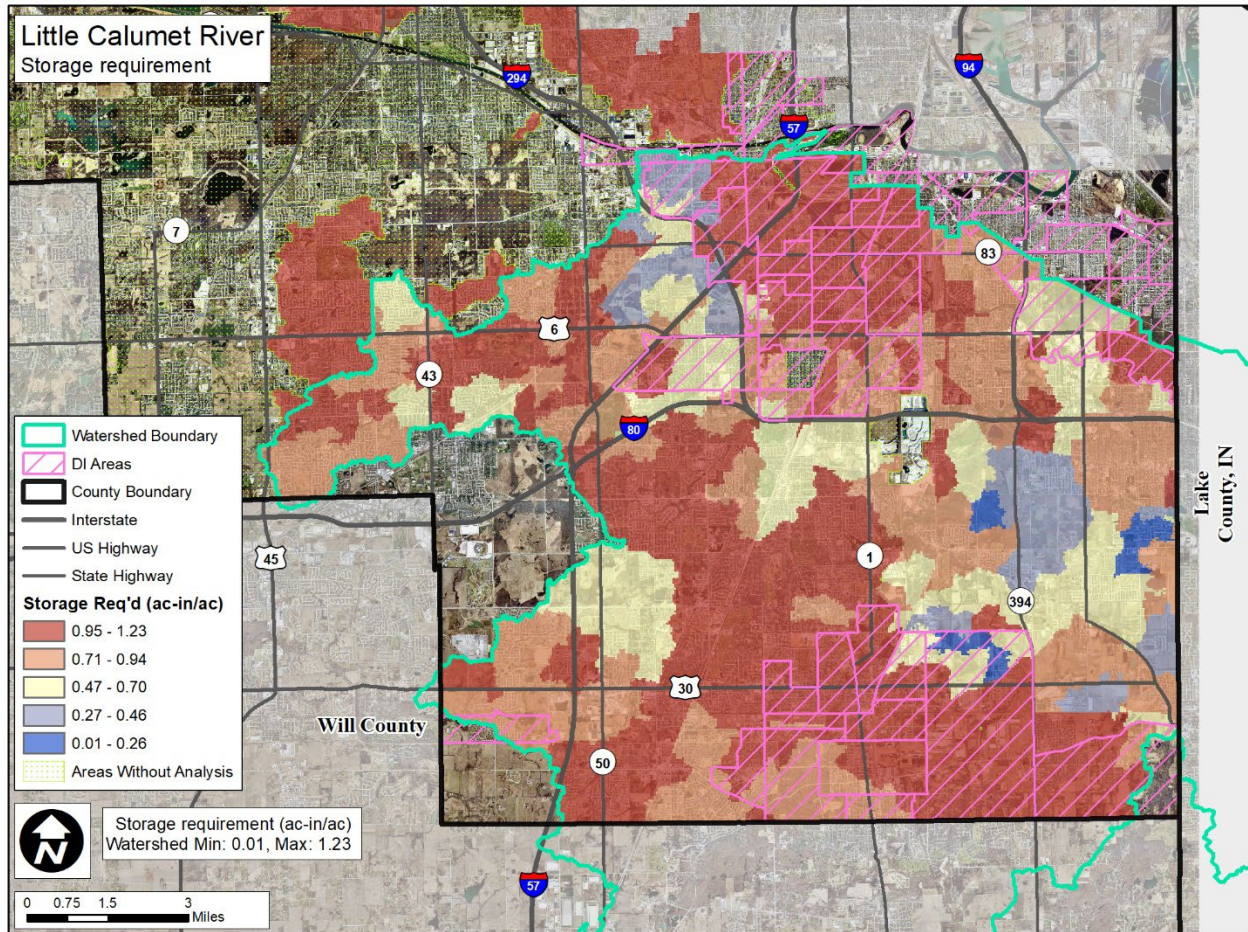 Little Calumet River
Storage requirement
294
94
57
7
83
6
43
80
Watershed Boundary
DI Areas
County Boundary
Interstate
US Highway
State Highway
Storage Req'd (ac-in/ac)
0.95 - 1.23
0.71 - 0.94
0.47 - 0.70
0.27 - 0.46
0.01 - 0.26
Areas Without Analysis
45
1
394
30
50
57
Lake
County, IN
Will County
N
Storage requirement (ac-in/ac)
Watershed Min: 0.01, Max: 1.23
0 0.75 1.5 3
Miles